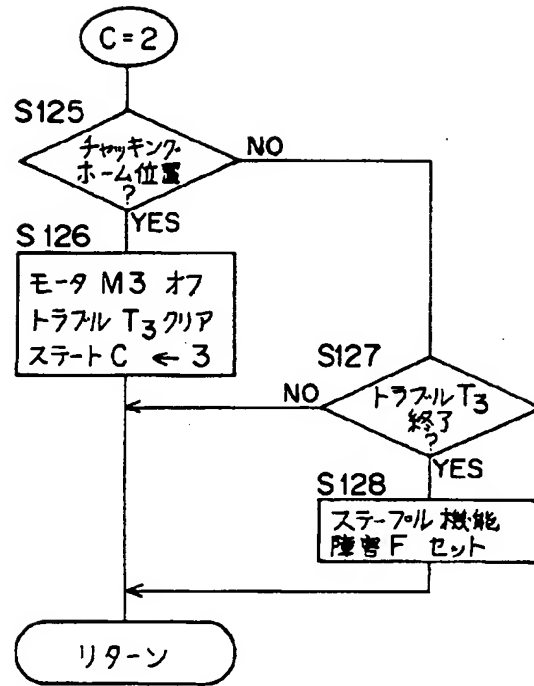 C=2
S125
チャッキング
ホーム位置
?
NO
YES
S126
モータ M3 オフ
トラブル T3 クリア
ステート C ← 3
S127
トラブル T3
終了
?
NO
YES
S128
ステープル 機能
障害 F セット
リターン